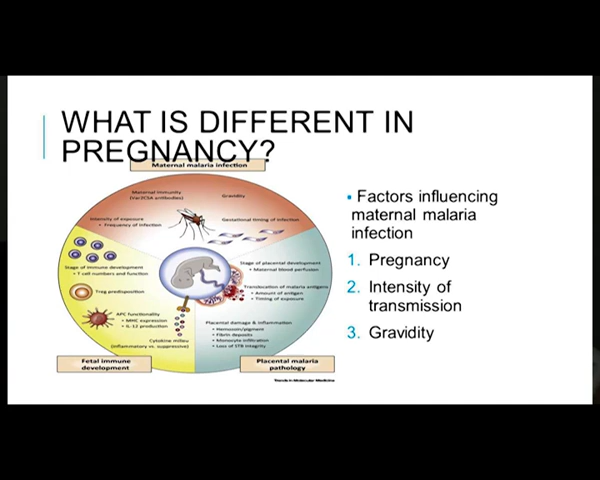 WHAT IS DIFFERENT IN
PREGNANCY?
Maternal malaria infection
Maternal immunity
(Var2CSA antibodies)
Gravidity
Intensity of exposure
• Frequency of infection
Gestational timing of infection
Stage of immune development
• T cell numbers and function
Treg predisposition
APC functionality
• MHC expression
• IL-12 production
Cytokine milieu
(inflammatory vs. suppressive)
Stage of placental development
• Maternal blood perfusion
Translocation of malaria antigens
• Amount of antigen
• Timing of exposure
Placental damage & inflammation
• Hemozoin/pigment
• Fibrin deposits
• Monocyte infiltration
• Loss of STB integrity
Fetal immune
development
Placental malaria
pathology
Trends in Molecular Medicine
• Factors influencing
maternal malaria
infection
1. Pregnancy
2. Intensity of
transmission
3. Gravidity